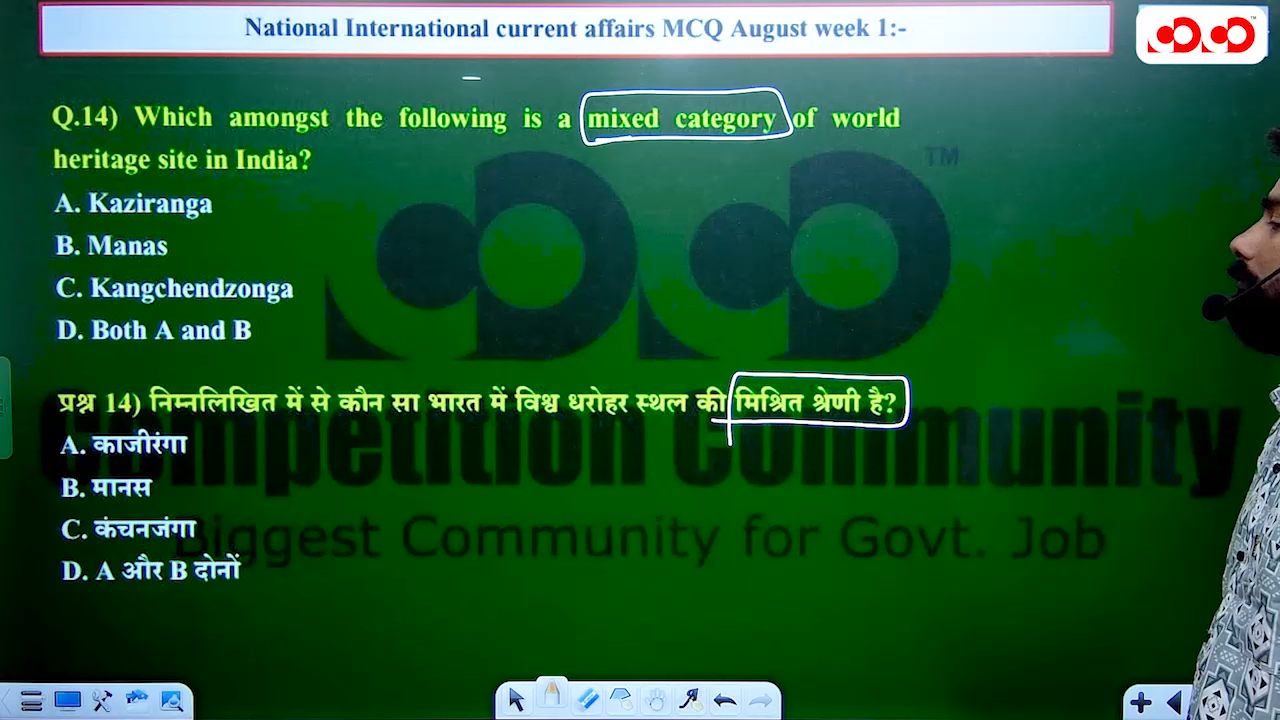 National International current affairs MCQ August week 1:-
TM
Q.14) Which amongst the following is a mixed category of world
heritage site in India?
TM
A. Kaziranga
B. Manas
C. Kangchendzonga
D. Both A and B
प्रश्न 14) निम्नलिखित में से कौन सा भारत में विश्व धरोहर स्थल की मिश्रित श्रेणी है?
A. काजीरंगा
Competition Community
B. मानस
C. कंचनजंगा
Biggest Community for Govt. Job
D. A और B दोनों